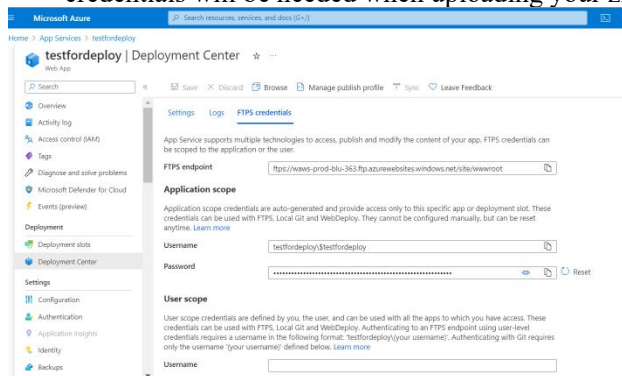 credentials will be needed when uploading your
Microsoft Azure
Search resources, services, and docs (G+/)
Home > App Services > testfordeploy
testfordeploy | Deployment Center
Web App
Search
Save
Discard
Browse
Manage publish profile
Sync
Leave Feedback
Overview
Activity log
Access control (IAM)
Tags
Diagnose and solve problems
Microsoft Defender for Cloud
Events (preview)
Deployment
Deployment slots
Deployment Center
Settings
Configuration
Authentication
Application Insights
Identity
Backups
Settings Logs FTPS credentials
App Service supports multiple technologies to access, publish and modify the content of your app. FTPS credentials can
be scoped to the application or the user.
FTPS endpoint
ftps://waws-prod-blu-363.ftp.azurewebsites.windows.net/site/wwwroot
Application scope
Application scope credentials are auto-generated and provide access only to this specific app or deployment slot. These
credentials can be used with FTPS, Local Git and WebDeploy. They cannot be configured manually, but can be reset
anytime. Learn more
Username
testfordeploy\$testfordeploy
Password
Reset
User scope
User scope credentials are defined by you, the user, and can be used with all the apps to which you have access. These
credentials can be used with FTPS, Local Git and WebDeploy. Authenticating to an FTPS endpoint using user-level
credentials requires a username in the following format: 'testfordeploy\(your username)'. Authenticating with Git requires
only the username '(your username)' defined below. Learn more
Username